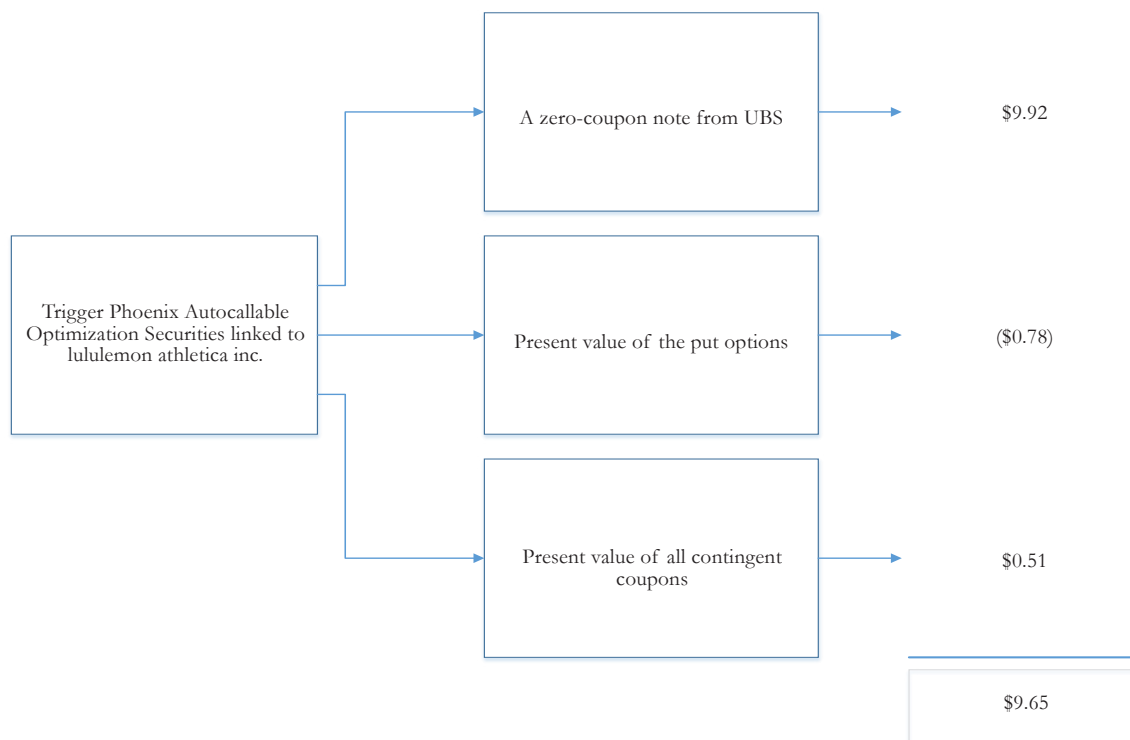 A zero-coupon note from UBS
$9.92
Trigger Phoenix Autocallable
Optimization Securities linked to
lululemon athletica inc.
Present value of the put options
($0.78)
Present value of all contingent
coupons
$0.51
$9.65